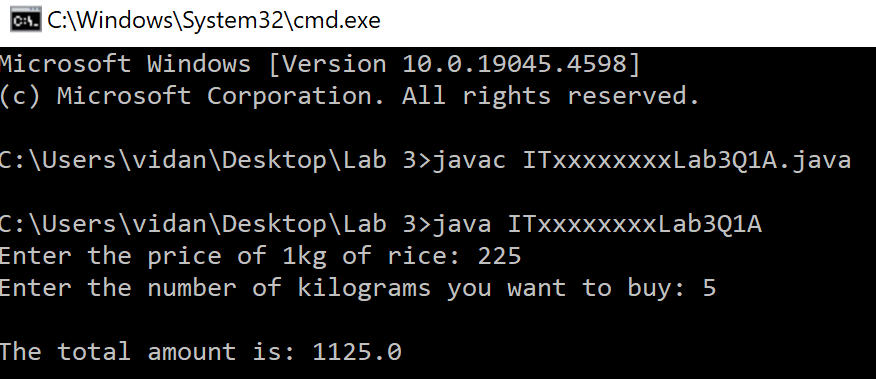 C:\Windows\System32\cmd.exe
Microsoft Windows [Version 10.0.19045.4598]
(c) Microsoft Corporation. All rights reserved.
C:\Users\vidan\Desktop\Lab 3>javac ITxxxxxxxxLab3Q1A.java
C:\Users\vidan\Desktop\Lab 3>java ITxxxxxxxxLab3Q1A
Enter the price of 1kg of rice: 225
Enter the number of kilograms you want to buy: 5
The total amount is: 1125.0